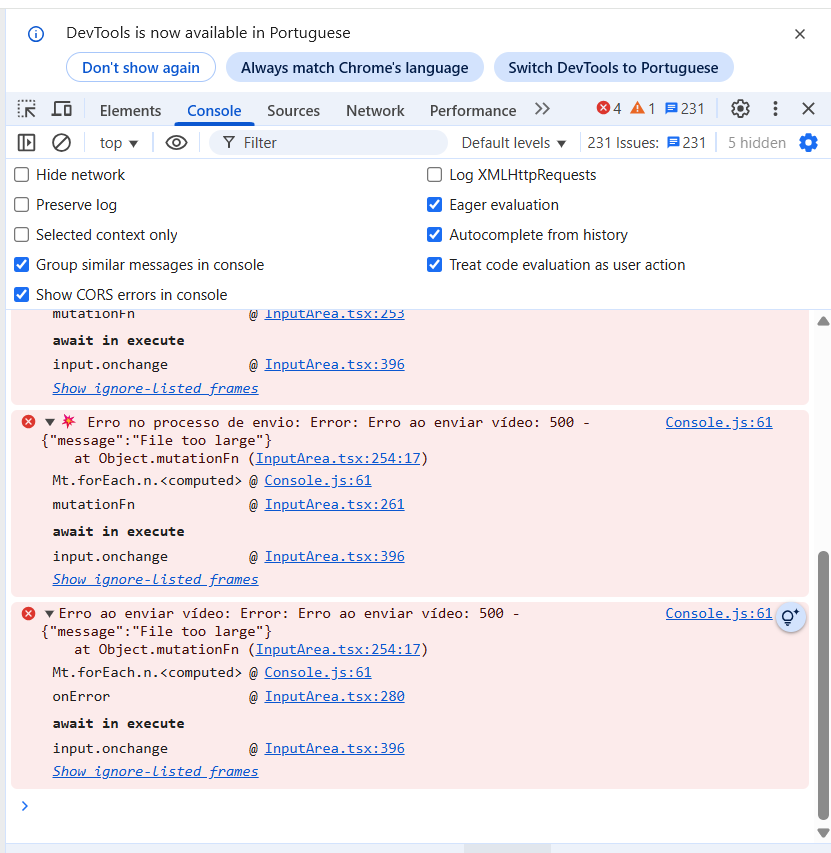 DevTools is now available in Portuguese
Don't show again Always match Chrome's language Switch DevTools to Portuguese
Elements Console Sources Network Performance 4 1 231
top Filter Default levels 231 Issues: 231 5 hidden
Hide network Log XMLHttpRequests
Preserve log Eager evaluation
Selected context only Autocomplete from history
Group similar messages in console Treat code evaluation as user action
Show CORS errors in console
mutationFn @ InputArea.tsx:253
await in execute
input.onchange @ InputArea.tsx:396
Show ignore-listed frames
Erro no processo de envio: Error: Erro ao enviar vídeo: 500 - Console.js:61
{"message":"File too large"}
at Object.mutationFn (InputArea.tsx:254:17)
Mt.forEach.n.<computed> @ Console.js:61
mutationFn @ InputArea.tsx:261
await in execute
input.onchange @ InputArea.tsx:396
Show ignore-listed frames
Erro ao enviar vídeo: Error: Erro ao enviar vídeo: 500 - Console.js:61
{"message":"File too large"}
at Object.mutationFn (InputArea.tsx:254:17)
Mt.forEach.n.<computed> @ Console.js:61
onError @ InputArea.tsx:280
await in execute
input.onchange @ InputArea.tsx:396
Show ignore-listed frames